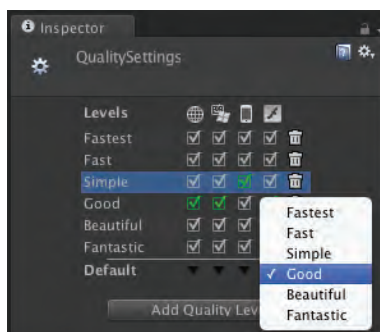 Inspector
QualitySettings
Levels
Fastest
Fast
Simple
Good
Beautiful
Fantastic
Default
Add Quality Lev
Fastest
Fast
Simple
✓ Good
Beautiful
Fantastic